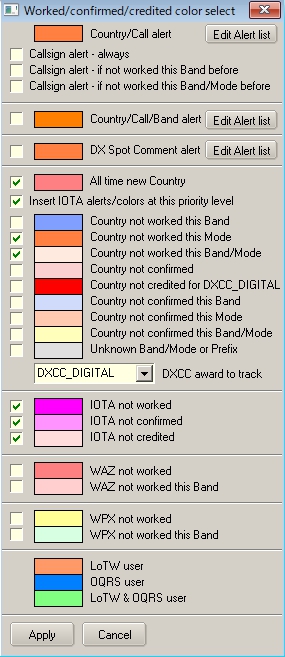 Worked/confirmed/credited color select
Country/Call alert
Edit Alert list
Callsign alert - always
Callsign alert - if not worked this Band before
Callsign alert - if not worked this Band/Mode before
Country/Call/Band alert
Edit Alert list
DX Spot Comment alert
Edit Alert list
All time new Country
Insert IOTA alerts/colors at this priority level
Country not worked this Band
Country not worked this Mode
Country not worked this Band/Mode
Country not confirmed
Country not credited for DXCC_DIGITAL
Country not confirmed this Band
Country not confirmed this Mode
Country not confirmed this Band/Mode
Unknown Band/Mode or Prefix
DXCC_DIGITAL
DXCC award to track
IOTA not worked
IOTA not confirmed
IOTA not credited
WAZ not worked
WAZ not worked this Band
WPX not worked
WPX not worked this Band
LoTW user
OQRS user
LoTW & OQRS user
Apply
Cancel